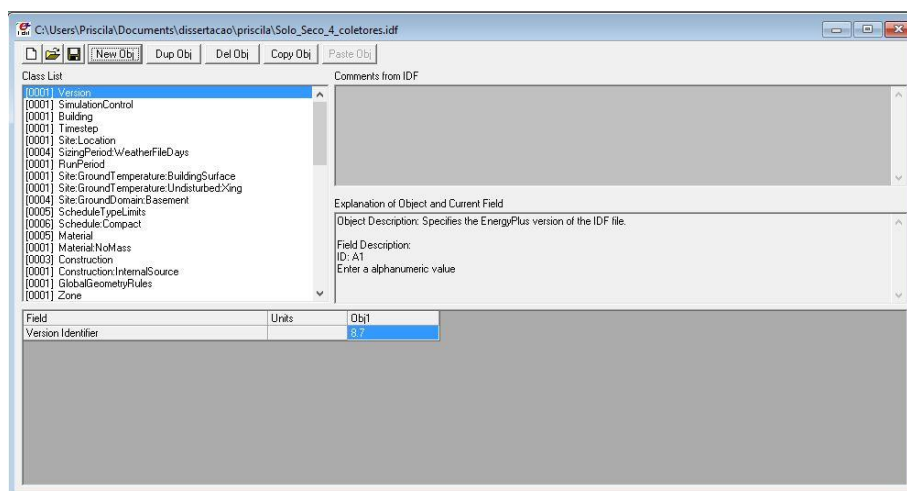 C:\Users\Priscila\Documents\dissertacao\priscila\Solo_Seco_4_coletores.idf
New Obj Dup Obj Del Obj Copy Obj Paste Obj
Class List
[0001] Version
[0001] SimulationControl
[0001] Building
[0001] Timestep
[0001] Site:Location
[0004] SizingPeriod:WeatherFileDays
[0001] RunPeriod
[0001] Site:GroundTemperature:BuildingSurface
[0001] Site:GroundTemperature:Undisturbed:Xing
[0004] Site:GroundDomain:Basement
[0005] ScheduleTypeLimits
[0006] Schedule:Compact
[0005] Material
[0001] Material:NoMass
[0003] Construction
[0001] Construction:InternalSource
[0001] GlobalGeometryRules
[0001] Zone
Comments from IDF
Explanation of Object and Current Field
Object Description: Specifies the EnergyPlus version of the IDF file.
Field Description:
ID: A1
Enter a alphanumeric value
Field Units Obj1
Version Identifier 8.7